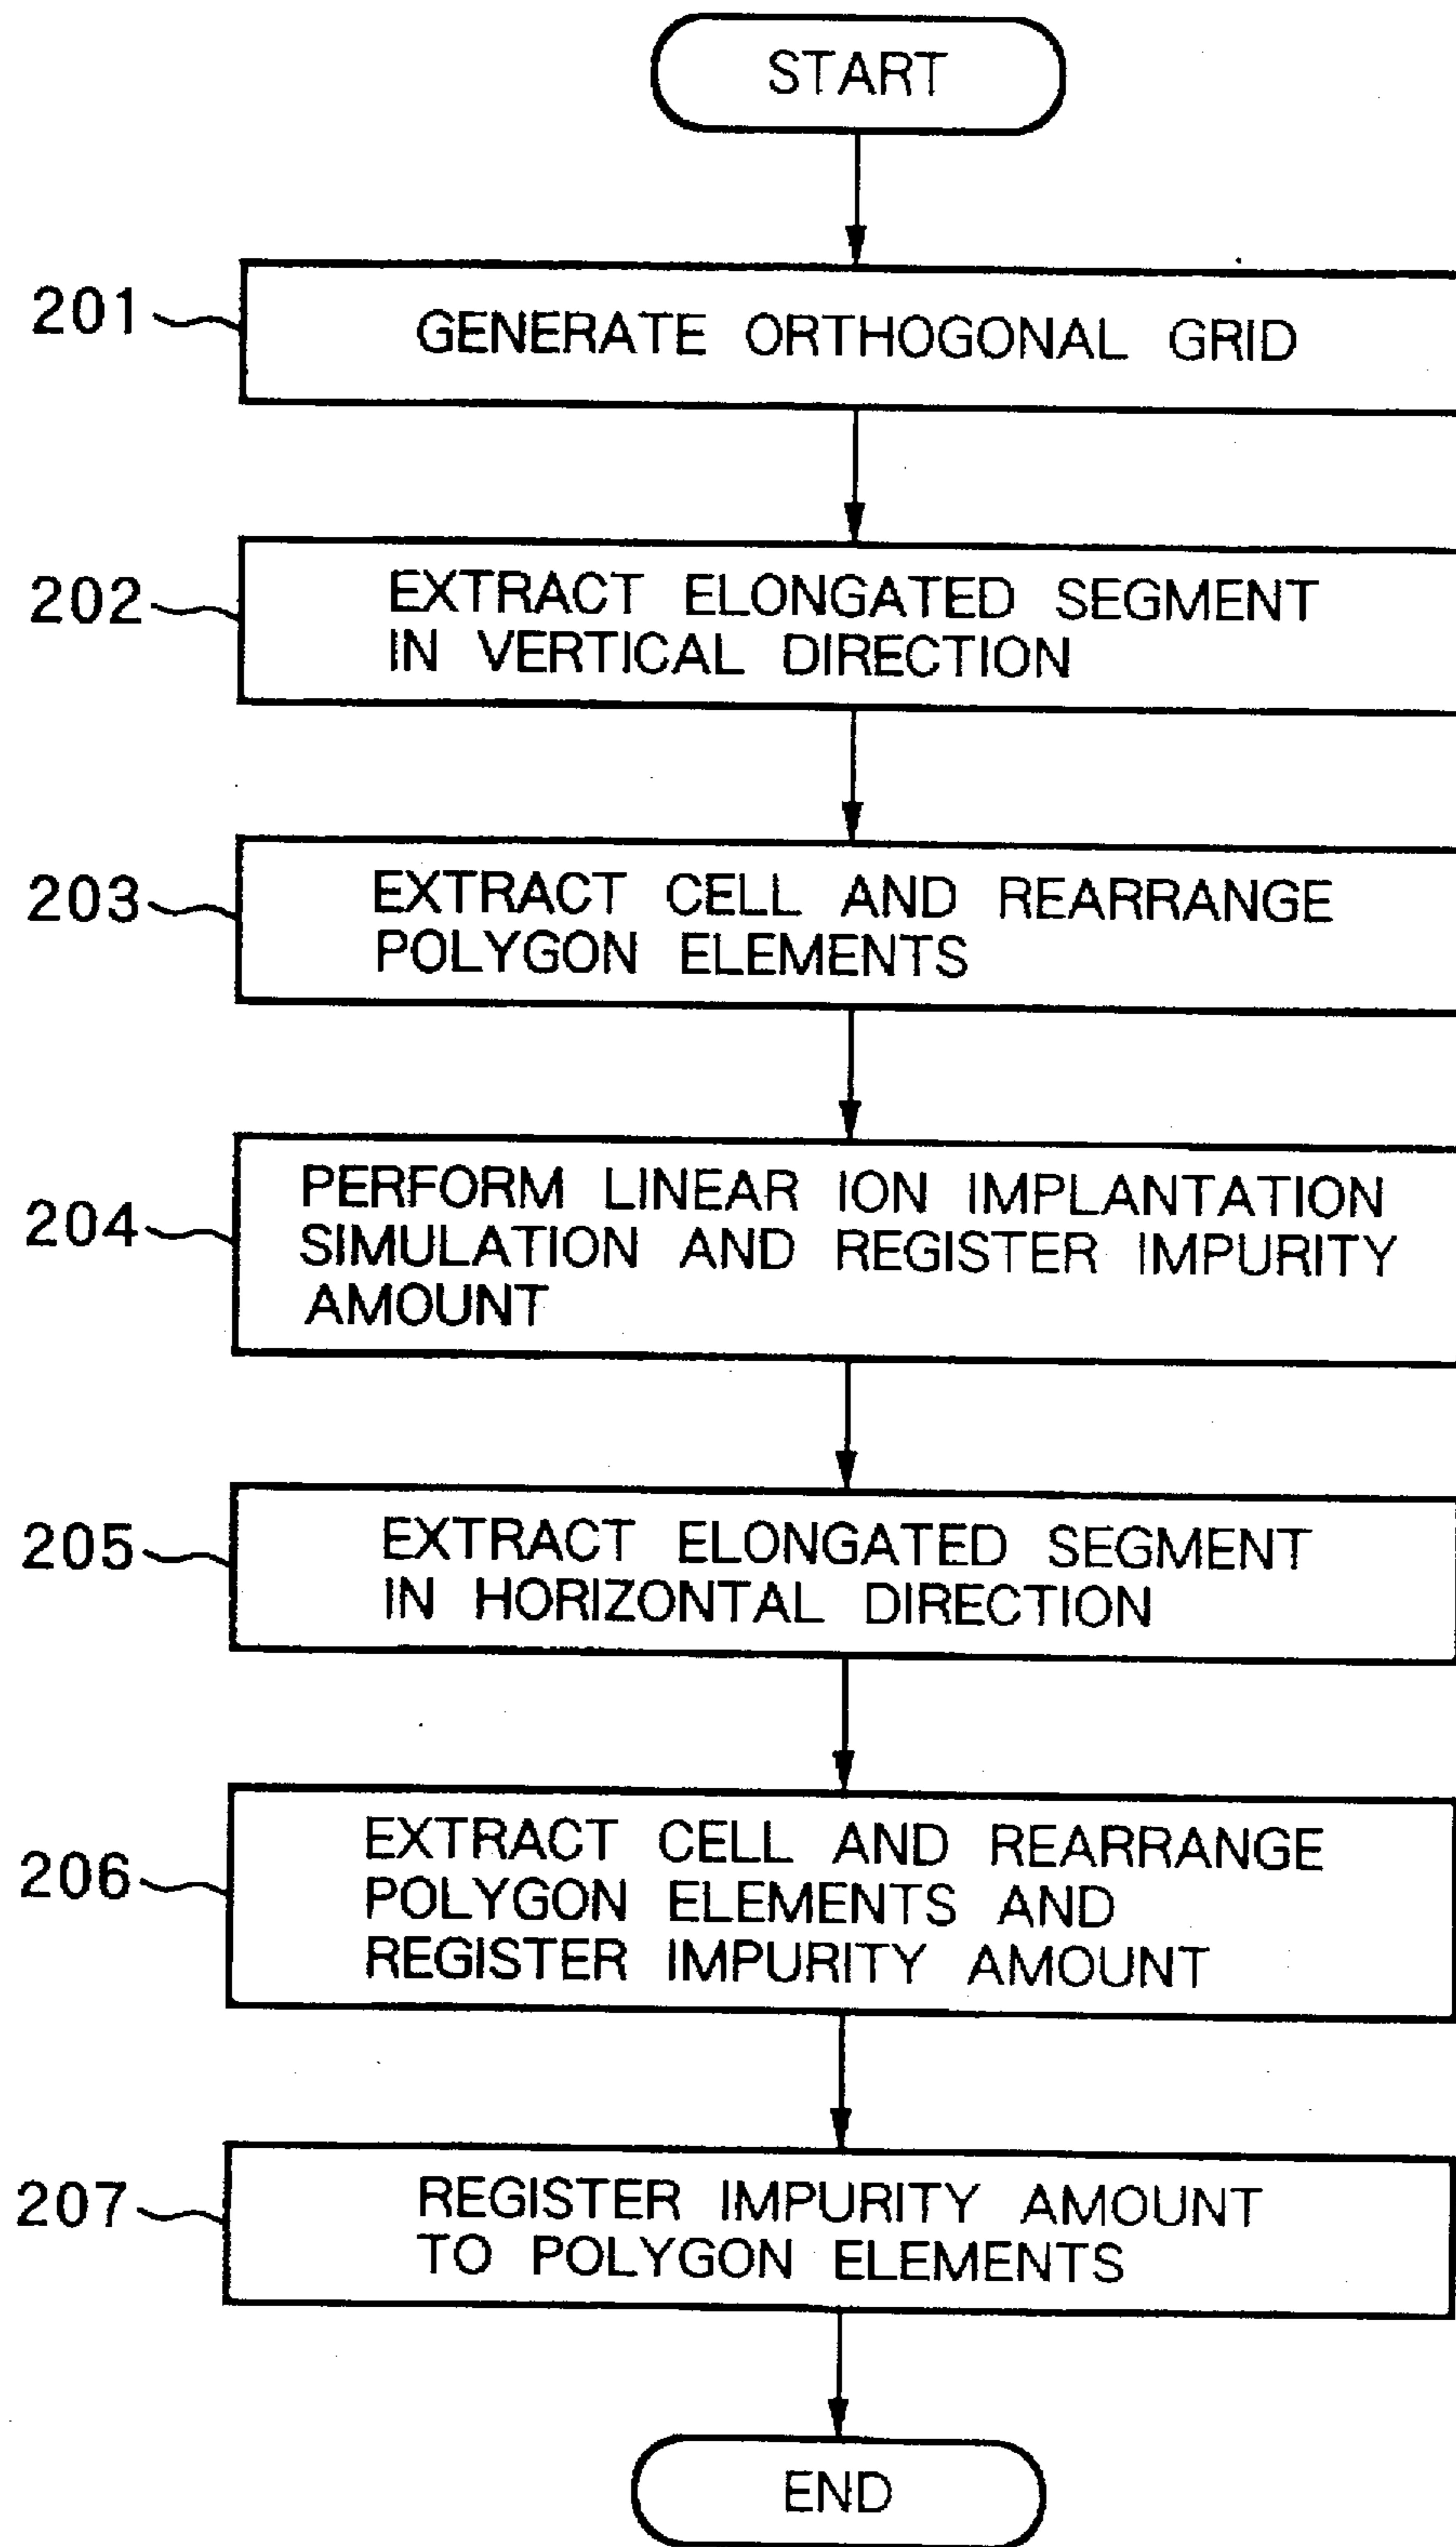 START
201
GENERATE ORTHOGONAL GRID
202
EXTRACT ELONGATED SEGMENT
IN VERTICAL DIRECTION
203
EXTRACT CELL AND REARRANGE
POLYGON ELEMENTS
204
PERFORM LINEAR ION IMPLANTATION
SIMULATION AND REGISTER IMPURITY
AMOUNT
205
EXTRACT ELONGATED SEGMENT
IN HORIZONTAL DIRECTION
206
EXTRACT CELL AND REARRANGE
POLYGON ELEMENTS AND
REGISTER IMPURITY AMOUNT
207
REGISTER IMPURITY AMOUNT
TO POLYGON ELEMENTS
END